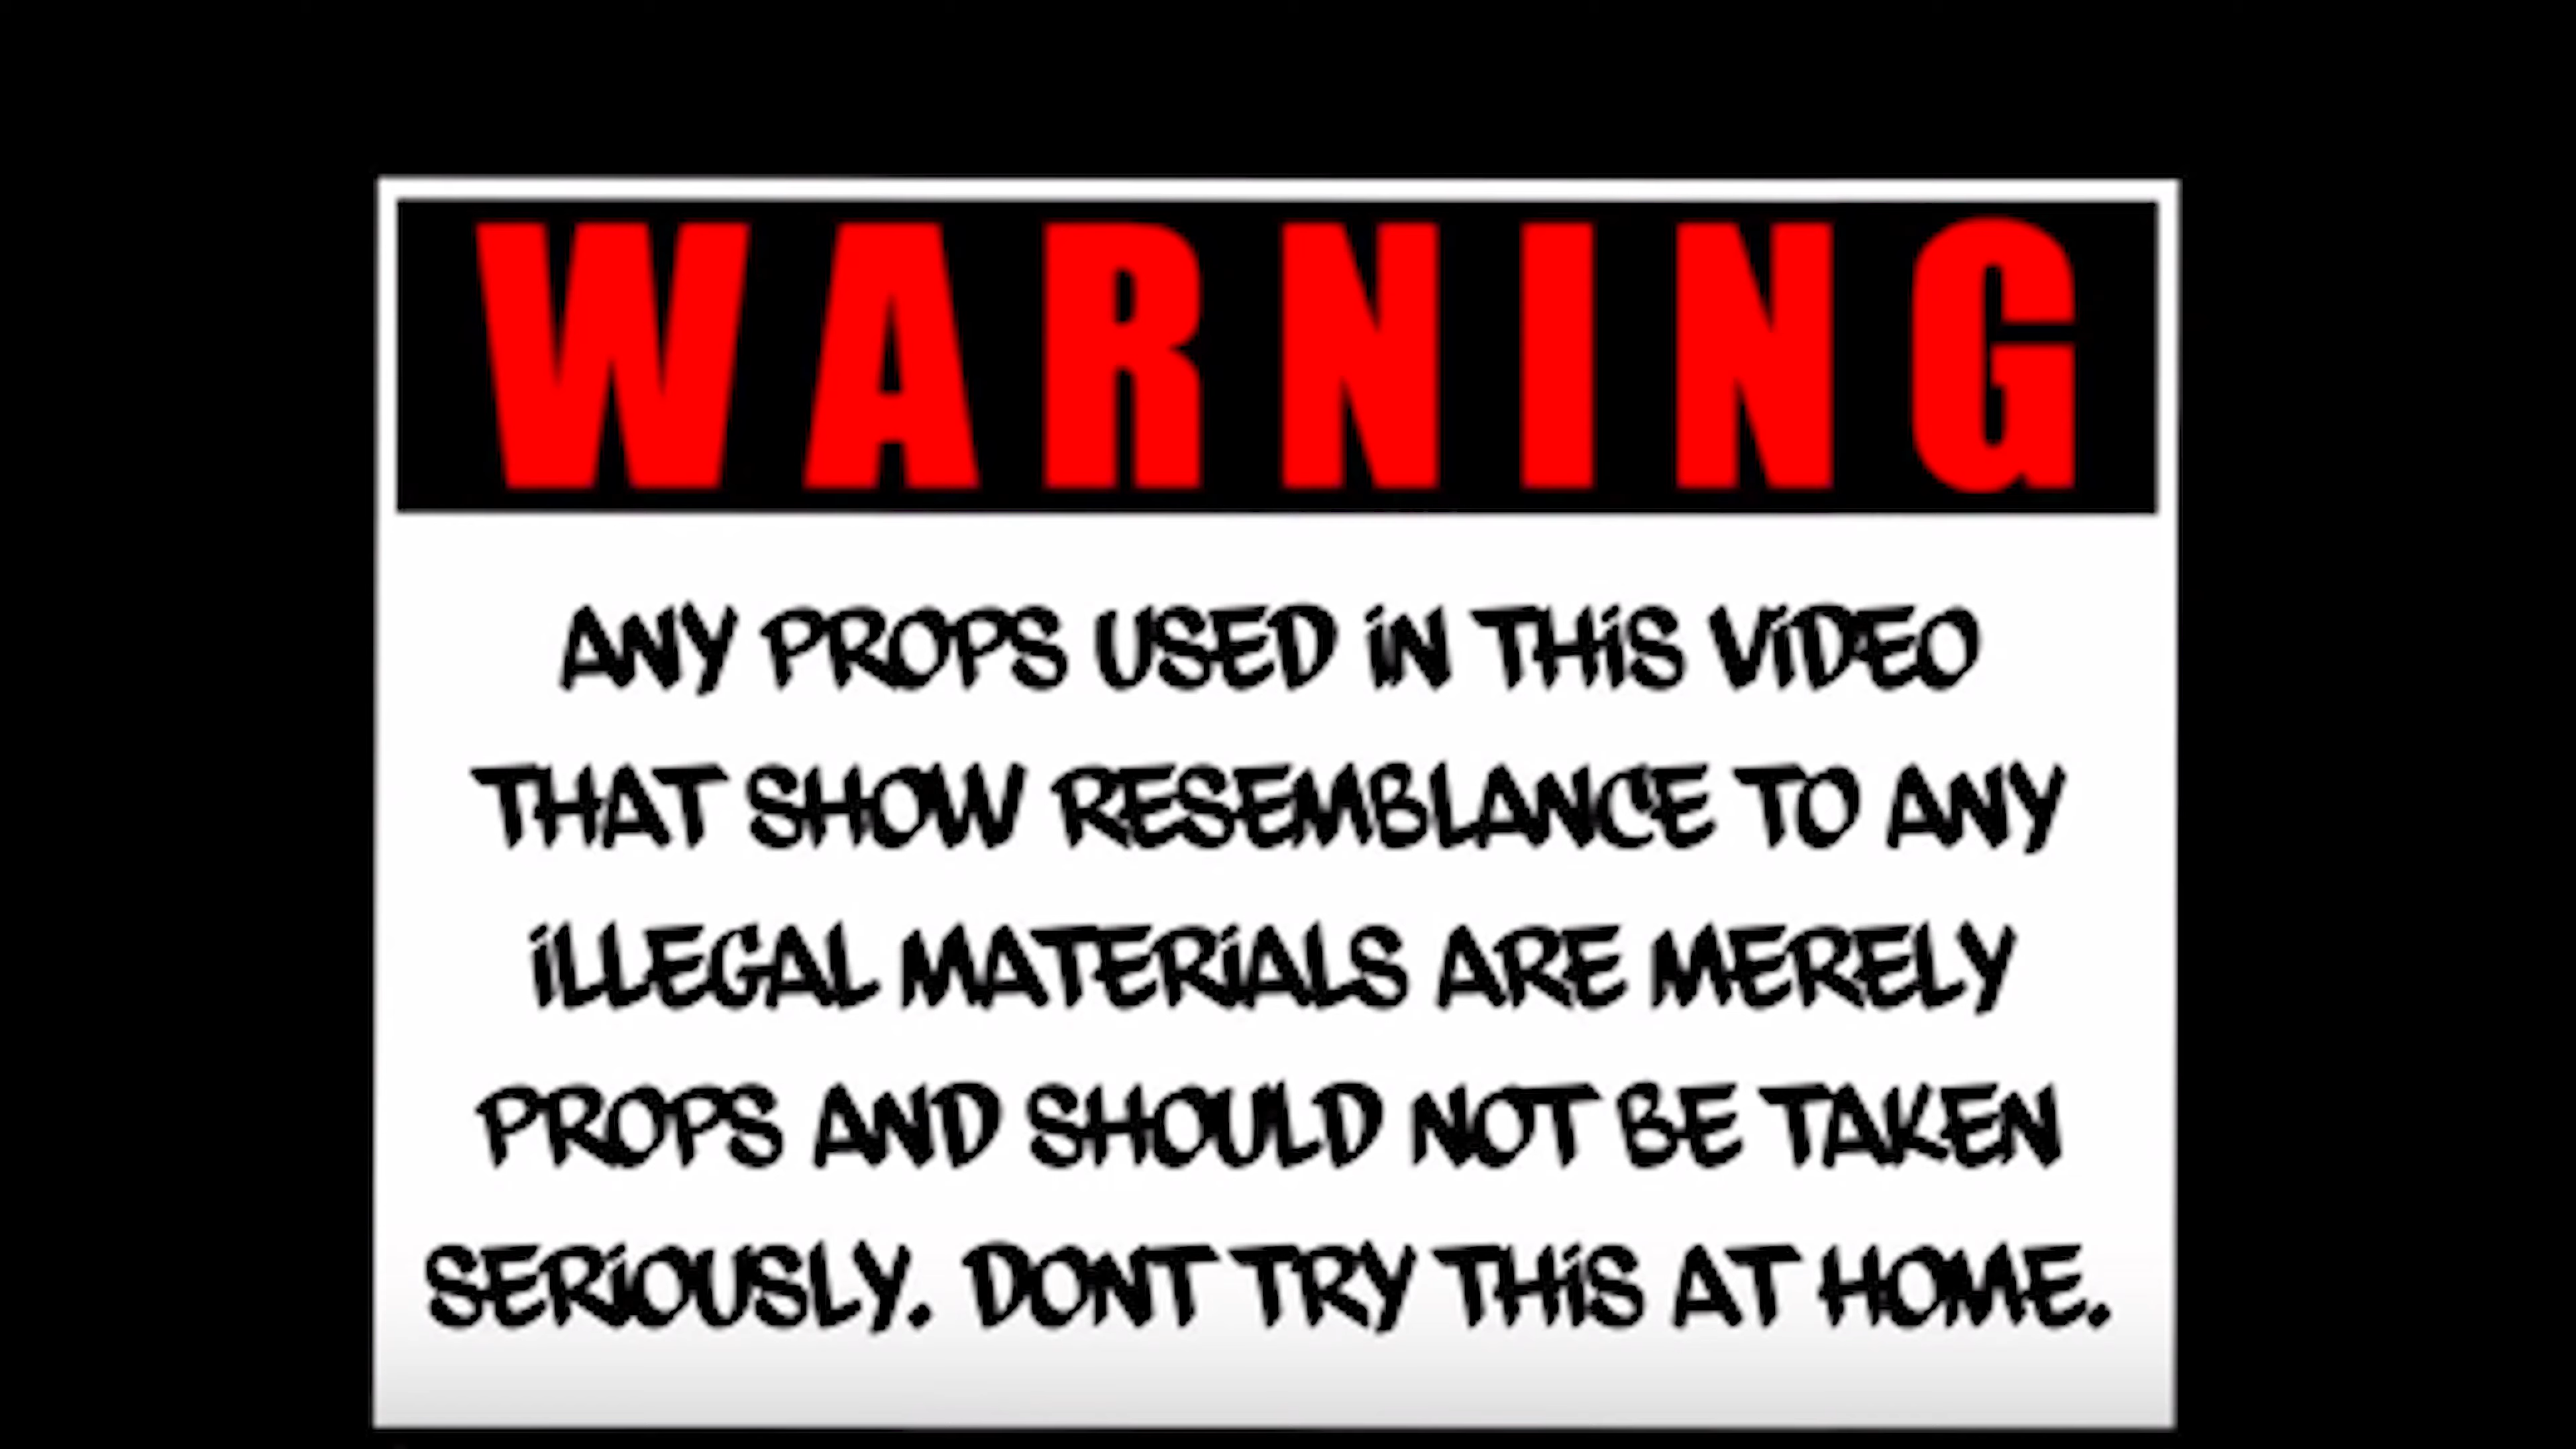 WARNING
ANY PROPS USED iN THiS ViDEO
THAT SHOW RESEMBLANCE TO ANY
iLLEGAL MATERiALS ARE MERELY
PROPS AND SHOULD NOT BE TAKEN
SERiOUSLY. DONT TRY THiS AT HOME.